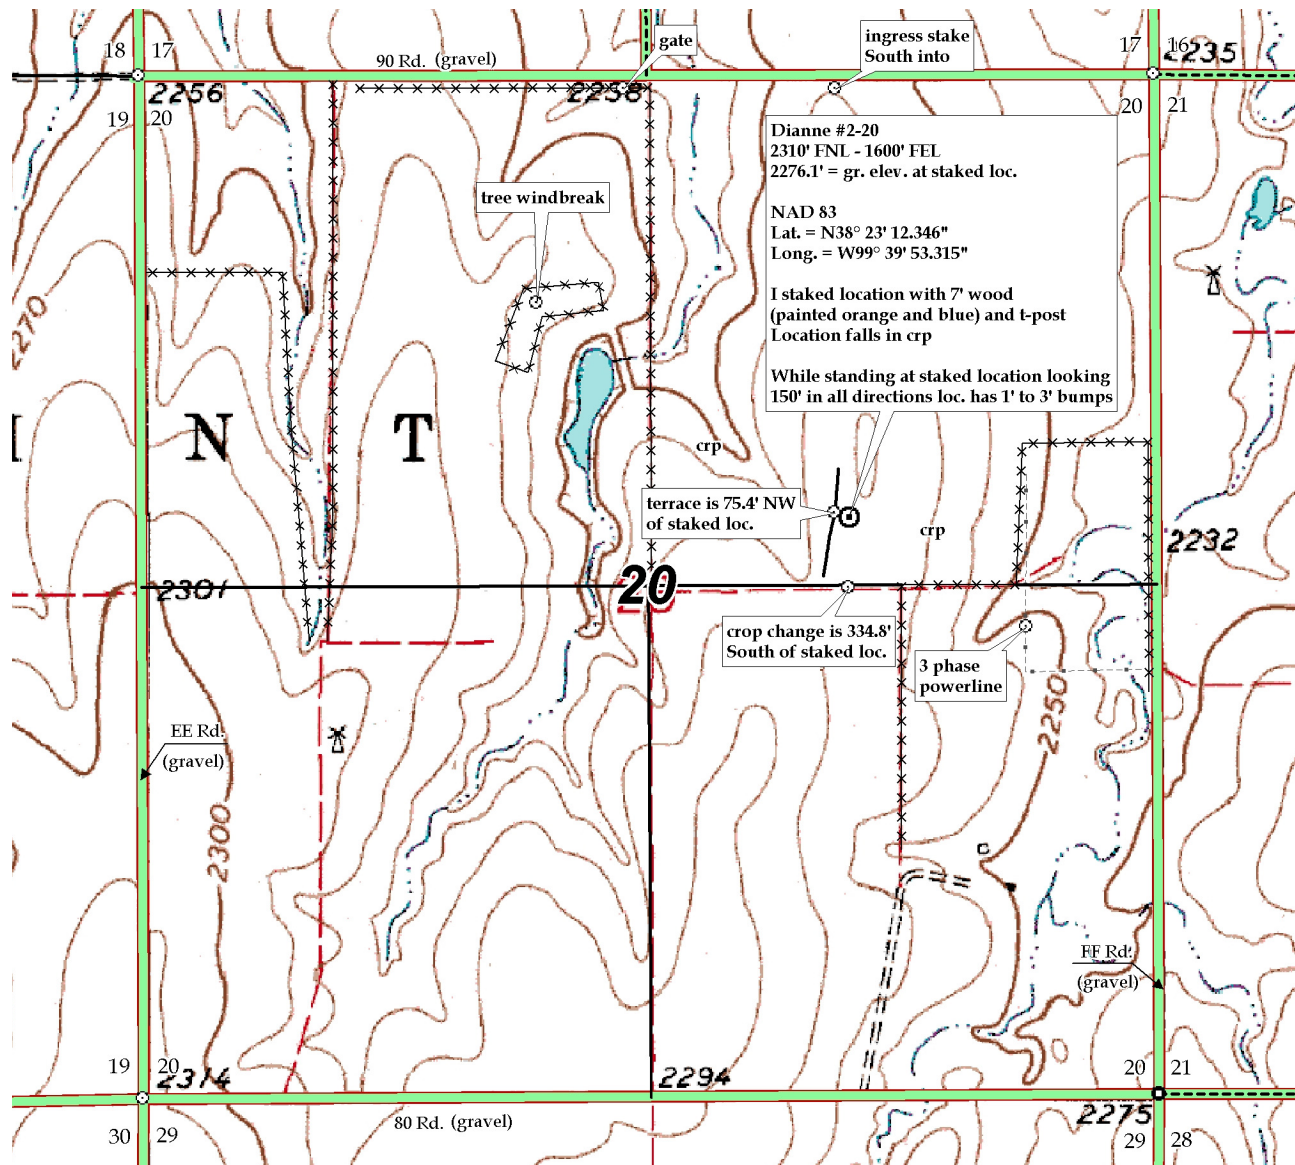 18 17
90 Rd. (gravel)
gate
ingress stake
South into
17 16
2235
2256
2258
19 20
20 21
Dianne #2-20
2310' FNL - 1600' FEL
2276.1' = gr. elev. at staked loc.
NAD 83
Lat. = N38° 23' 12.346"
Long. = W99° 39' 53.315"
I staked location with 7' wood
(painted orange and blue) and t-post
Location falls in crp
While standing at staked location looking
150' in all directions loc. has 1' to 3' bumps
tree windbreak
2270
N T
crp
terrace is 75.4' NW
of staked loc.
crp
2232
2301
20
crop change is 334.8'
South of staked loc.
3 phase
powerline
2250
EE Rd.
(gravel)
2300
FF Rd.
(gravel)
19 20
2314
2294
20 21
2275
80 Rd. (gravel)
30 29
29 28